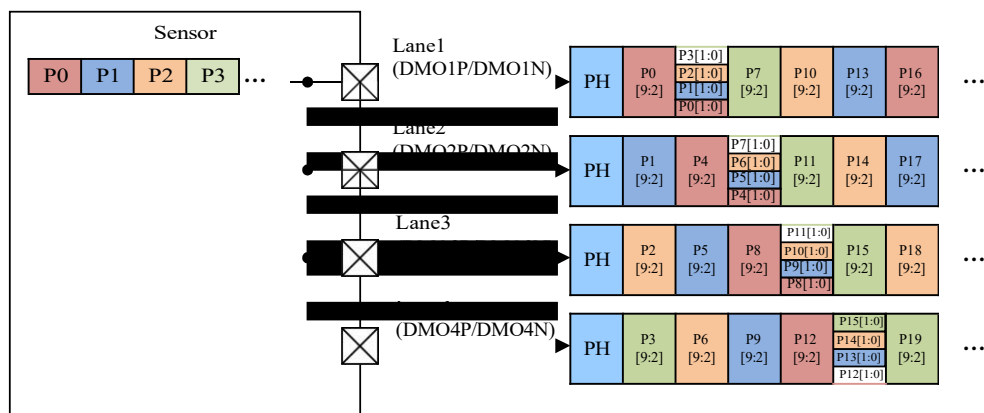 Sensor
P0 P1 P2 P3 ...
Lane1
(DMO1P/DMO1N)
PH P0 [9:2] P3[1:0] P2[1:0] P1[1:0] P0[1:0] P7 [9:2] P10 [9:2] P13 [9:2] P16 [9:2] ...
Lane2
(DMO2P/DMO2N)
PH P1 [9:2] P4 [9:2] P7[1:0] P6[1:0] P5[1:0] P4[1:0] P11 [9:2] P14 [9:2] P17 [9:2] ...
Lane3
PH P2 [9:2] P5 [9:2] P8 [9:2] P11[1:0] P10[1:0] P9[1:0] P8[1:0] P15 [9:2] P18 [9:2] ...
(DMO4P/DMO4N)
PH P3 [9:2] P6 [9:2] P9 [9:2] P12 [9:2] P15[1:0] P14[1:0] P13[1:0] P12[1:0] P19 [9:2] ...